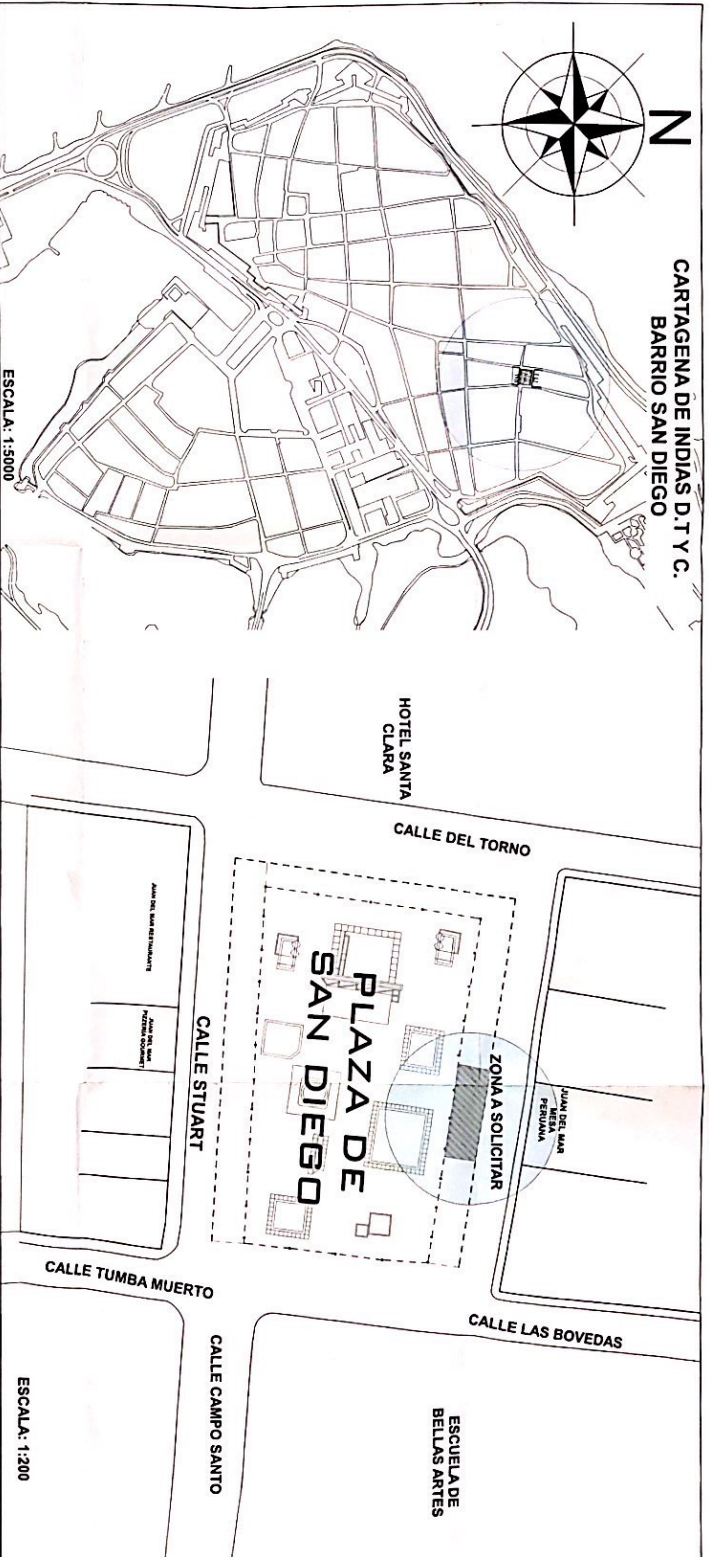 N
CARTAGENA DE INDIAS D.T Y C.
BARRIO SAN DIEGO
ESCALA: 1:5000
HOTEL SANTA
CLARA
CALLE DEL TORNO
JUAN DEL MAR
MESA
PERUANA
ZONA A SOLICITAR
PLAZA DE
SAN DIEGO
CALLE STUART
JUAN DEL MAR RESTAURANTE
JUAN DEL MAR
PIZZERIA GOURMET
CALLE TUMBA MUERTO
CALLE LAS BOVEDAS
CALLE CAMPO SANTO
ESCUELA DE
BELLAS ARTES
ESCALA: 1:200